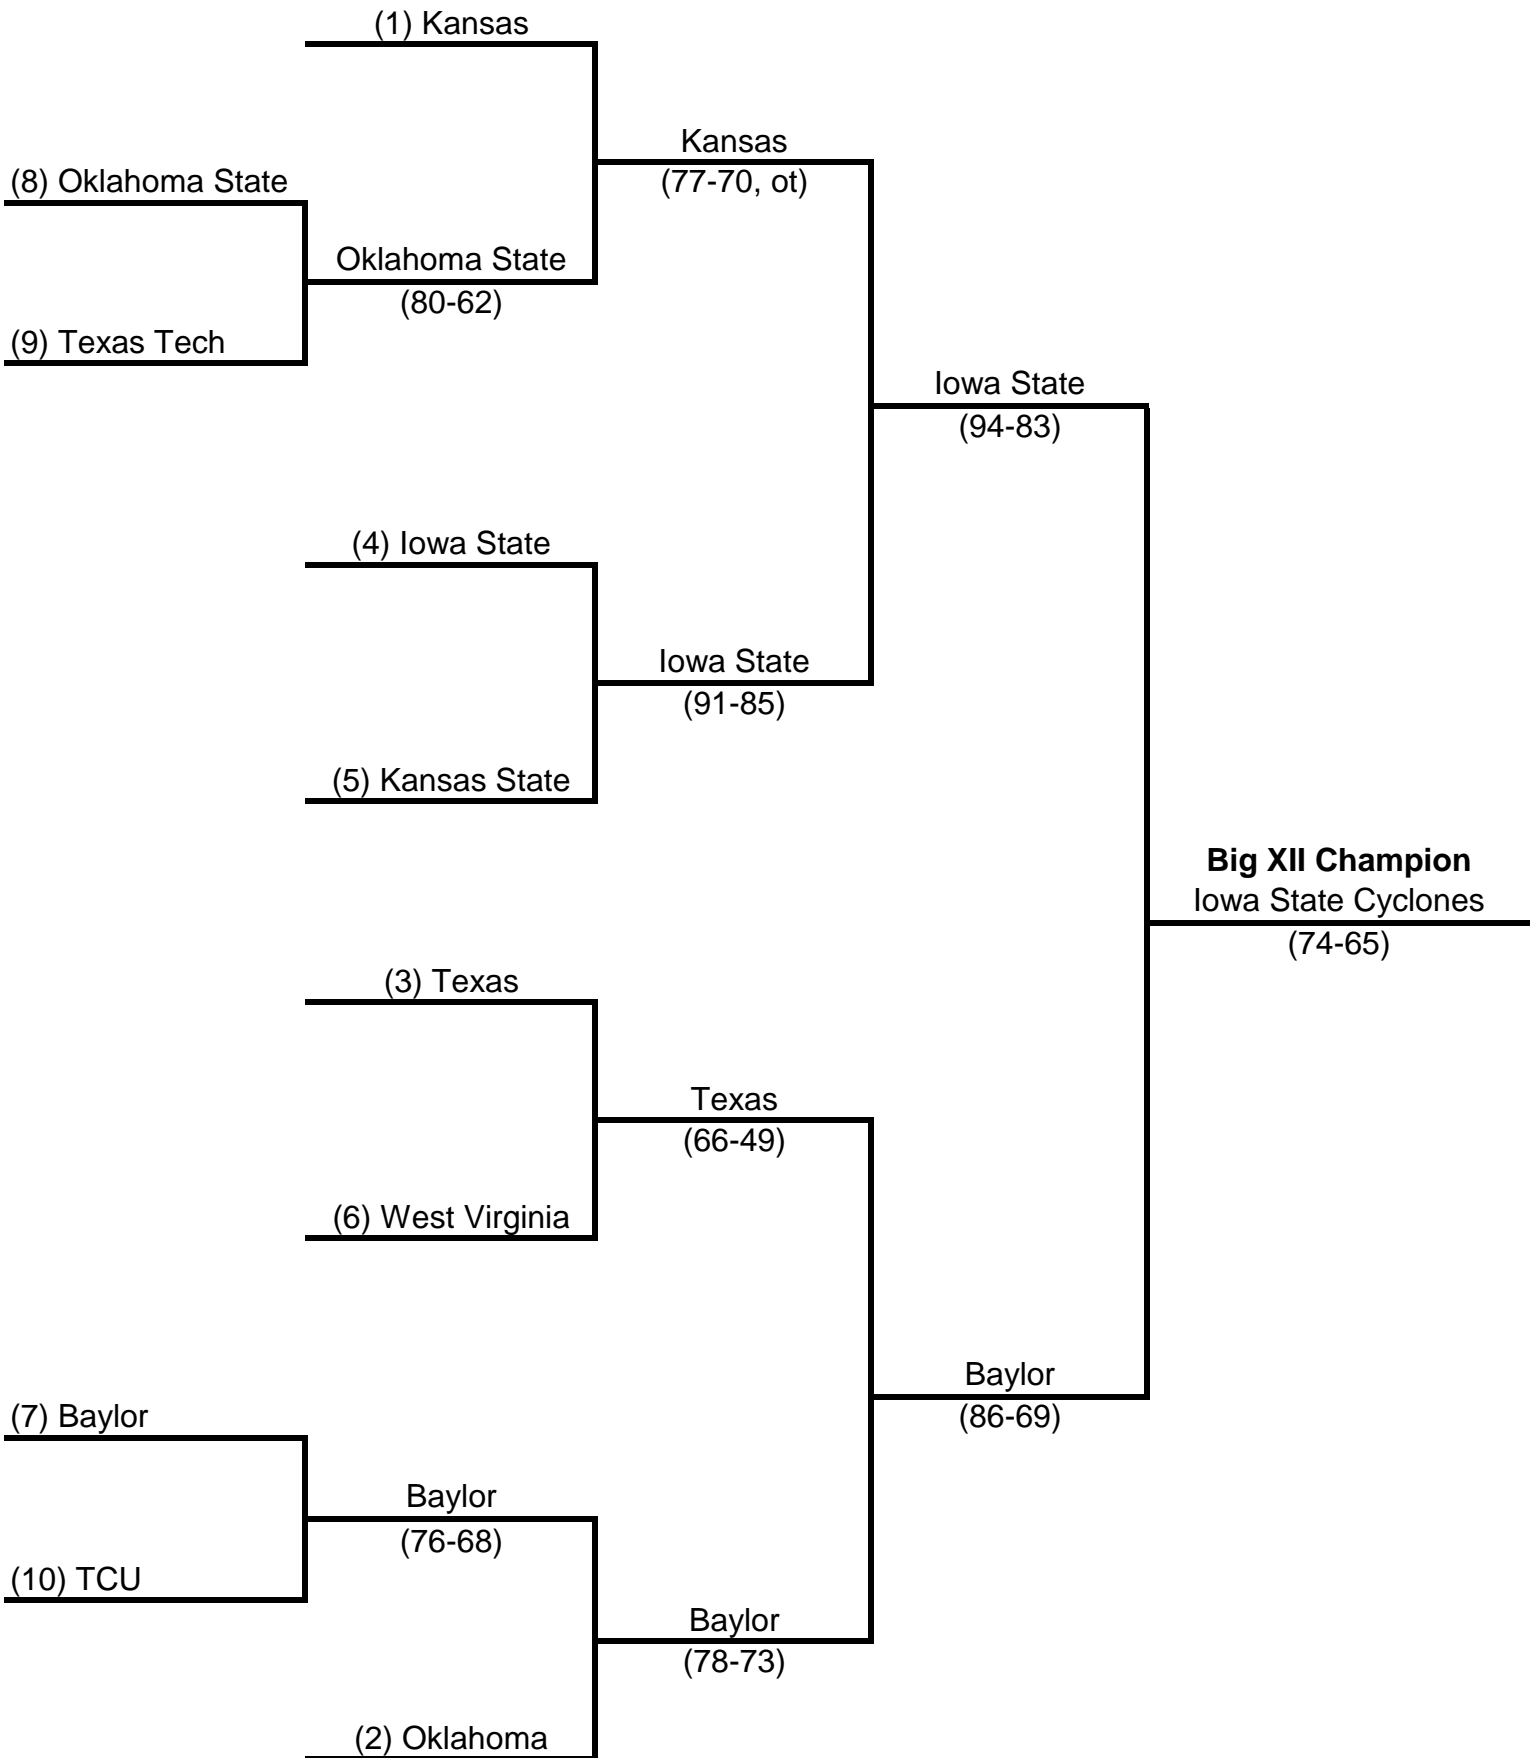 (1) Kansas
Kansas
(77-70, ot)
(8) Oklahoma State
Oklahoma State
(80-62)
(9) Texas Tech
Iowa State
(94-83)
(4) Iowa State
Iowa State
(91-85)
(5) Kansas State
Big XII Champion
Iowa State Cyclones
(74-65)
(3) Texas
Texas
(66-49)
(6) West Virginia
Baylor
(86-69)
(7) Baylor
Baylor
(76-68)
(10) TCU
Baylor
(78-73)
(2) Oklahoma